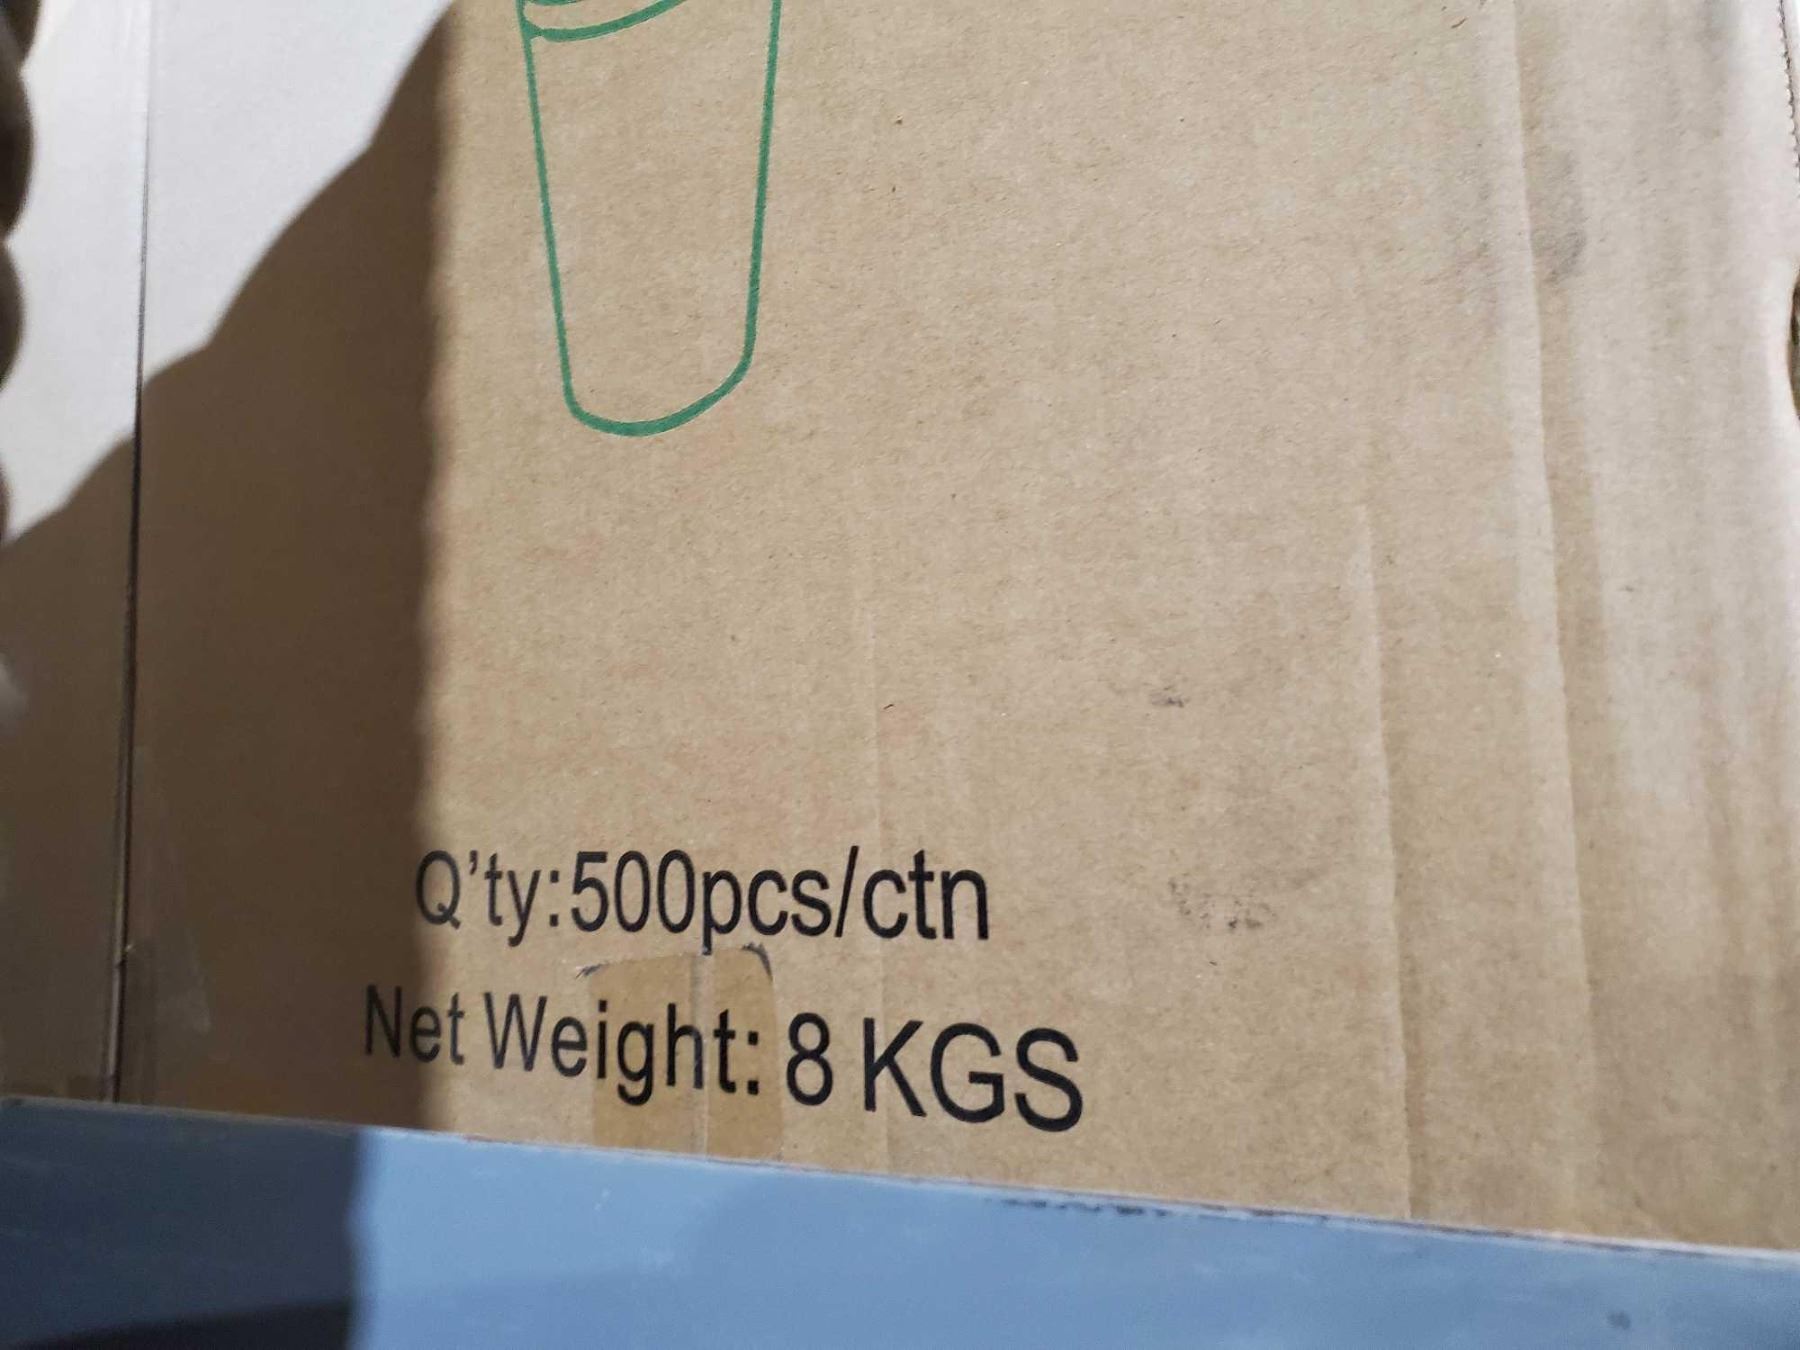 Q'ty:500pcs/ctn
Net Weight: 8 KGS